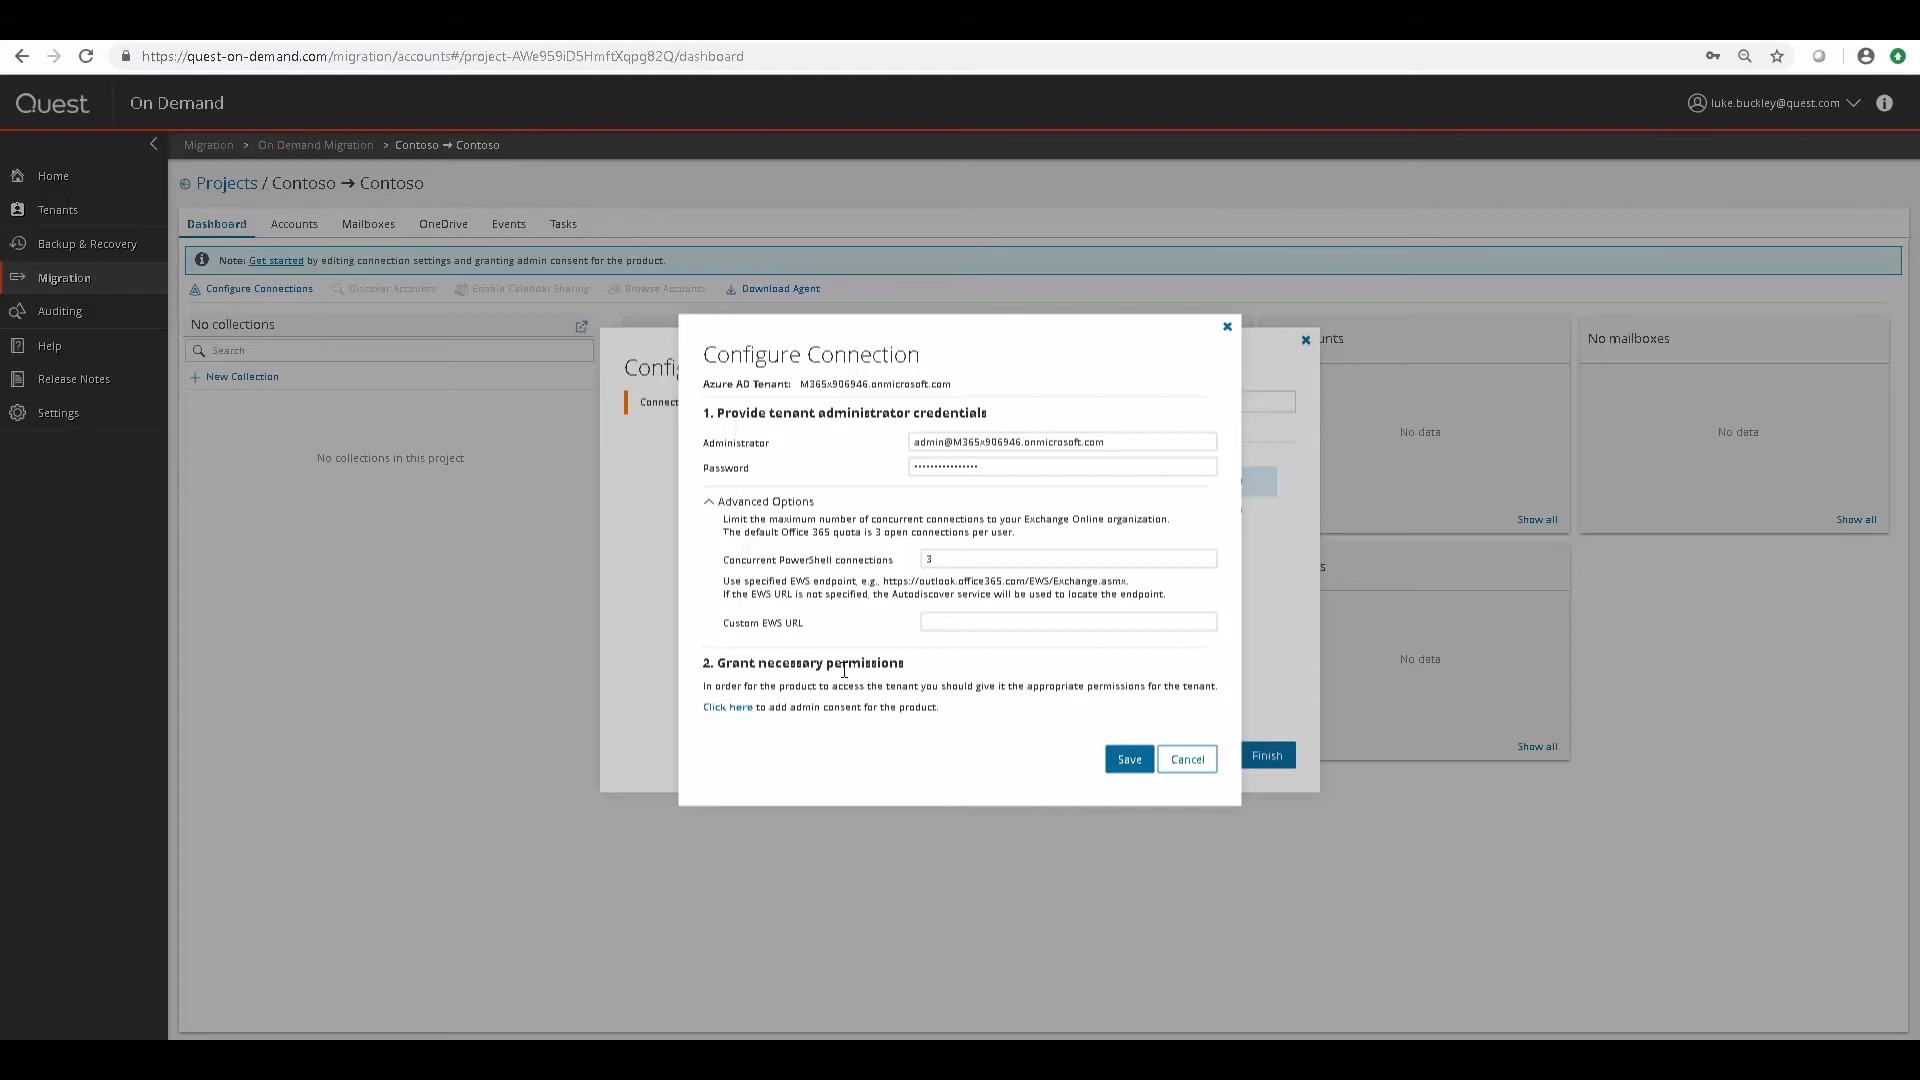 https://quest-on-demand.com/migration/accounts#/project-AWe959iD5HmftXqpg82Q/dashboard
Quest On Demand
luke.buckley@quest.com
Migration > On Demand Migration > Contoso → Contoso
Home
Tenants
Backup & Recovery
Migration
Auditing
Help
Release Notes
Settings
Projects / Contoso → Contoso
Dashboard Accounts Mailboxes OneDrive Events Tasks
Note: Get started by editing connection settings and granting admin consent for the product.
Configure Connections Discover Accounts Enable Calendar Sharing Browse Accounts Download Agent
No collections
Search
New Collection
No collections in this project
Connect
Configure Connection
Azure AD Tenant: M365x906946.onmicrosoft.com
1. Provide tenant administrator credentials
Administrator admin@M365x906946.onmicrosoft.com
Password ················
Advanced Options
Limit the maximum number of concurrent connections to your Exchange Online organization.
The default Office 365 quota is 3 open connections per user.
Concurrent PowerShell connections 3
Use specified EWS endpoint, e.g., https://outlook.office365.com/EWS/Exchange.asmx.
If the EWS URL is not specified, the Autodiscover service will be used to locate the endpoint.
Custom EWS URL
2. Grant necessary permissions
In order for the product to access the tenant you should give it the appropriate permissions for the tenant.
Click here to add admin consent for the product.
Save Cancel
Finish
unts
No data
Show all
No mailboxes
No data
Show all
s
No data
Show all